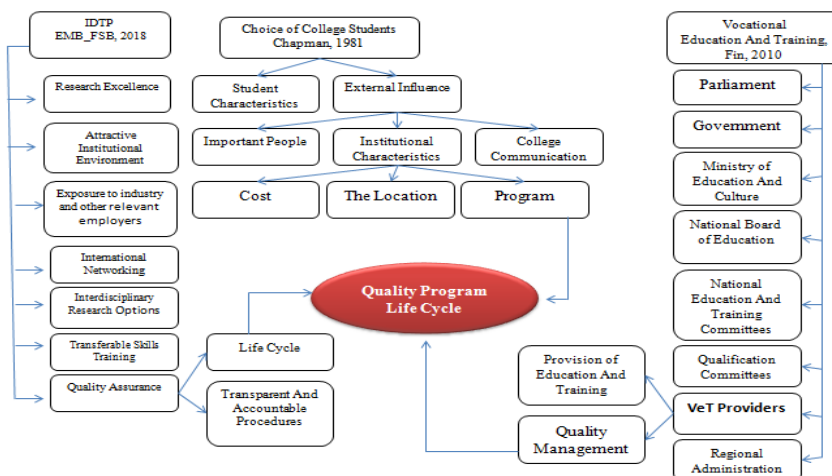 IDTP
EMB_FSB, 2018
Research Excellence
Attractive
Institutional
Environment
Exposure to industry
and other relevant
employers
International
Networking
Interdisciplinary
Research Options
Transferable Skills
Training
Quality Assurance
Life Cycle
Transparent And
Accountable
Procedures
Choice of College Students
Chapman, 1981
Student
Characteristics
External Influence
Important People
Institutional
Characteristics
College
Communication
Cost
The Location
Program
Quality Program
Life Cycle
Vocational
Education And Training,
Fin, 2010
Parliament
Government
Ministry of
Education And
Culture
National Board
of Education
National
Education And
Training
Committees
Qualification
Committees
VeT Providers
Regional
Administration
Provision of
Education And
Training
Quality
Management